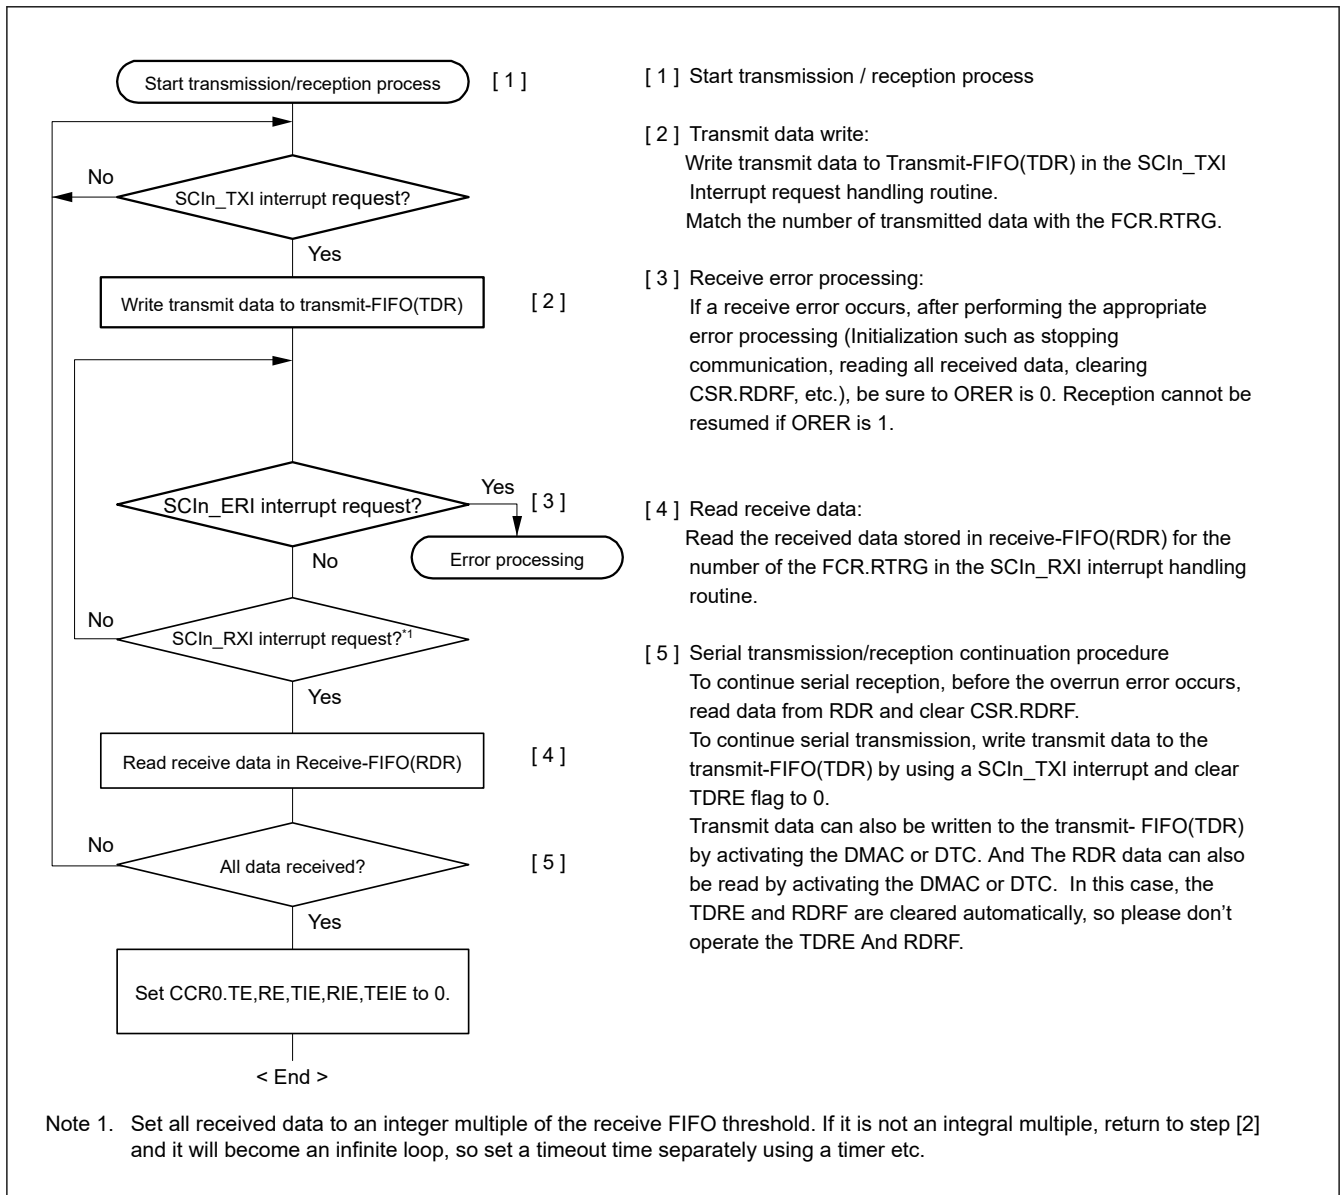 Start transmission/reception process
[ 1 ]
No
SCIn_TXI interrupt request?
Yes
Write transmit data to transmit-FIFO(TDR)
[ 2 ]
SCIn_ERI interrupt request?
Yes
[ 3 ]
Error processing
No
No
SCIn_RXI interrupt request?*1
Yes
Read receive data in Receive-FIFO(RDR)
[ 4 ]
No
All data received?
[ 5 ]
Yes
Set CCR0.TE,RE,TIE,RIE,TEIE to 0.
< End >
[ 1 ] Start transmission / reception process
[ 2 ] Transmit data write:
Write transmit data to Transmit-FIFO(TDR) in the SCIn_TXI
Interrupt request handling routine.
Match the number of transmitted data with the FCR.RTRG.
[ 3 ] Receive error processing:
If a receive error occurs, after performing the appropriate
error processing (Initialization such as stopping
communication, reading all received data, clearing
CSR.RDRF, etc.), be sure to ORER is 0. Reception cannot be
resumed if ORER is 1.
[ 4 ] Read receive data:
Read the received data stored in receive-FIFO(RDR) for the
number of the FCR.RTRG in the SCIn_RXI interrupt handling
routine.
[ 5 ] Serial transmission/reception continuation procedure
To continue serial reception, before the overrun error occurs,
read data from RDR and clear CSR.RDRF.
To continue serial transmission, write transmit data to the
transmit-FIFO(TDR) by using a SCIn_TXI interrupt and clear
TDRE flag to 0.
Transmit data can also be written to the transmit- FIFO(TDR)
by activating the DMAC or DTC. And The RDR data can also
be read by activating the DMAC or DTC.  In this case, the
TDRE and RDRF are cleared automatically, so please don't
operate the TDRE And RDRF.
Note 1. Set all received data to an integer multiple of the receive FIFO threshold. If it is not an integral multiple, return to step [2]
and it will become an infinite loop, so set a timeout time separately using a timer etc.